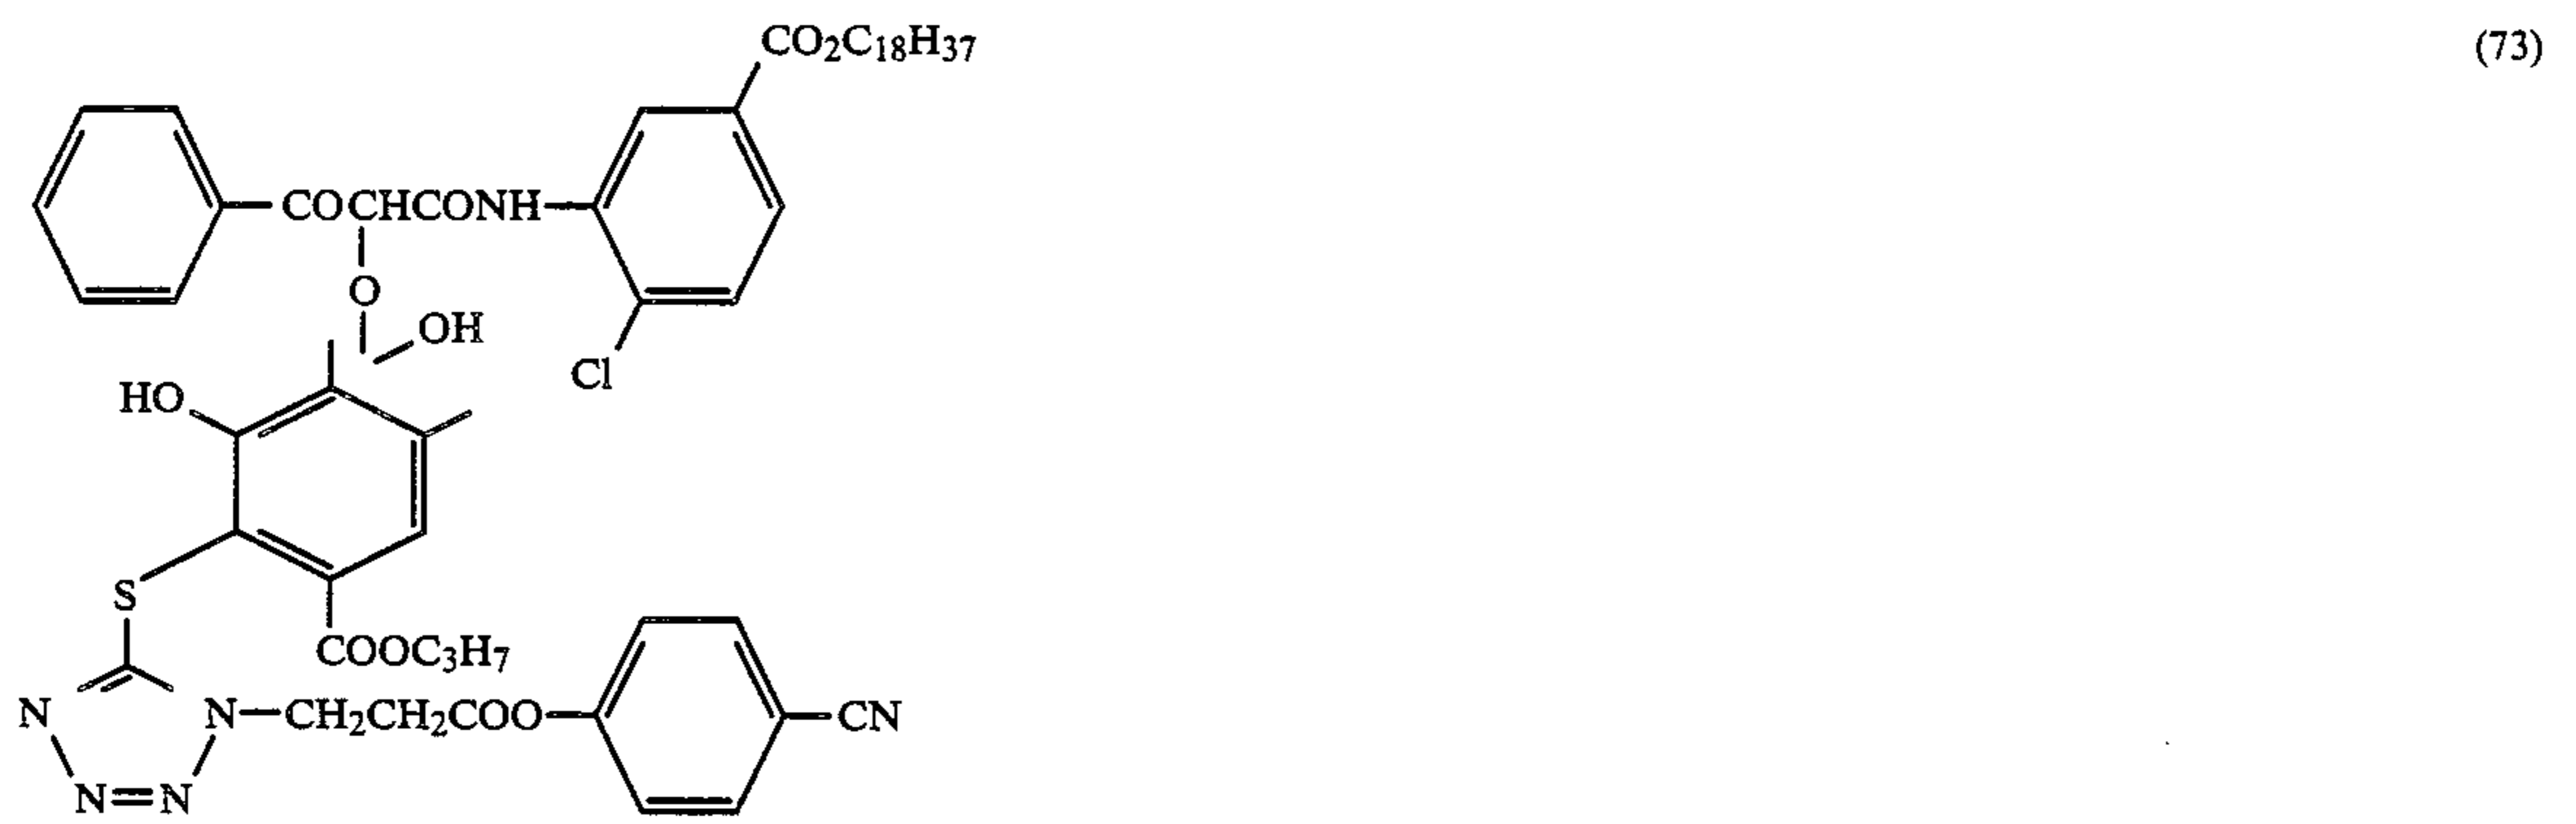 CO₂C₁₈H₃₇ (73)
COCHCONH
O
OH
Cl
HO
S
COOC₃H₇
N N CH₂CH₂COO CN
N=N